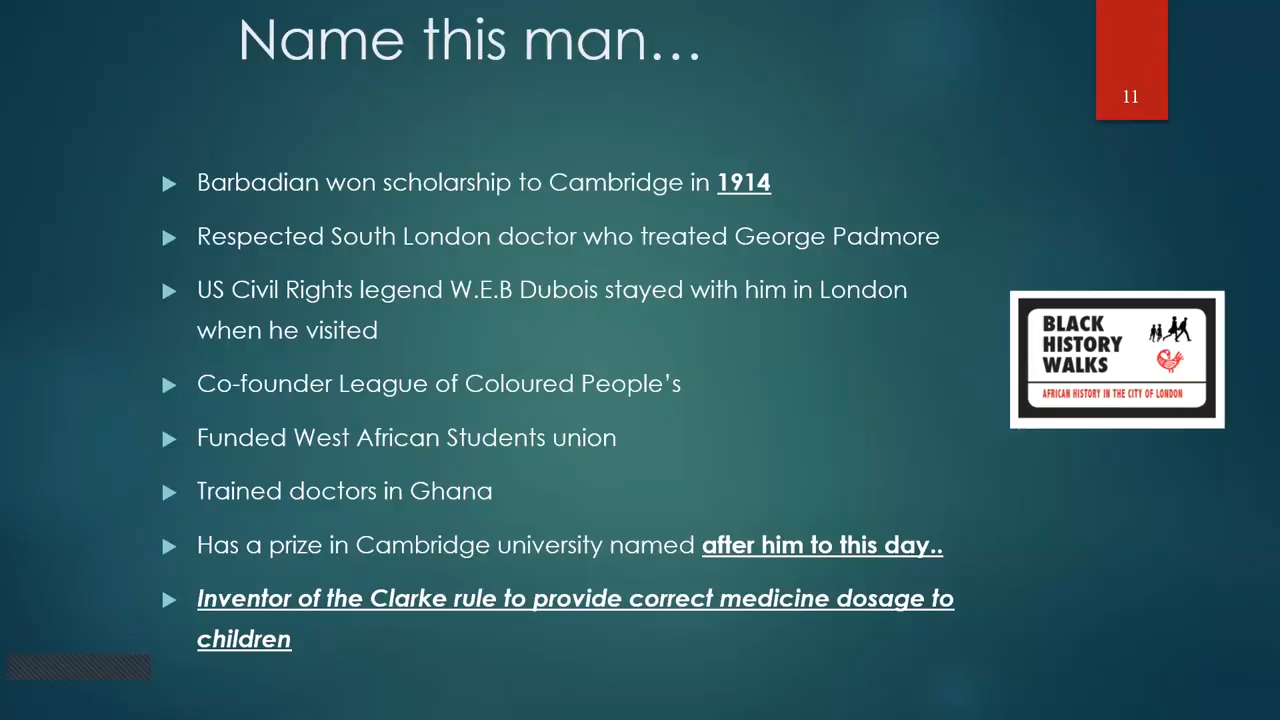 Name this man…
11
Barbadian won scholarship to Cambridge in 1914
Respected South London doctor who treated George Padmore
US Civil Rights legend W.E.B Dubois stayed with him in London
when he visited
Co-founder League of Coloured People's
Funded West African Students union
Trained doctors in Ghana
Has a prize in Cambridge university named after him to this day..
Inventor of the Clarke rule to provide correct medicine dosage to
children
BLACK
HISTORY
WALKS
AFRICAN HISTORY IN THE CITY OF LONDON